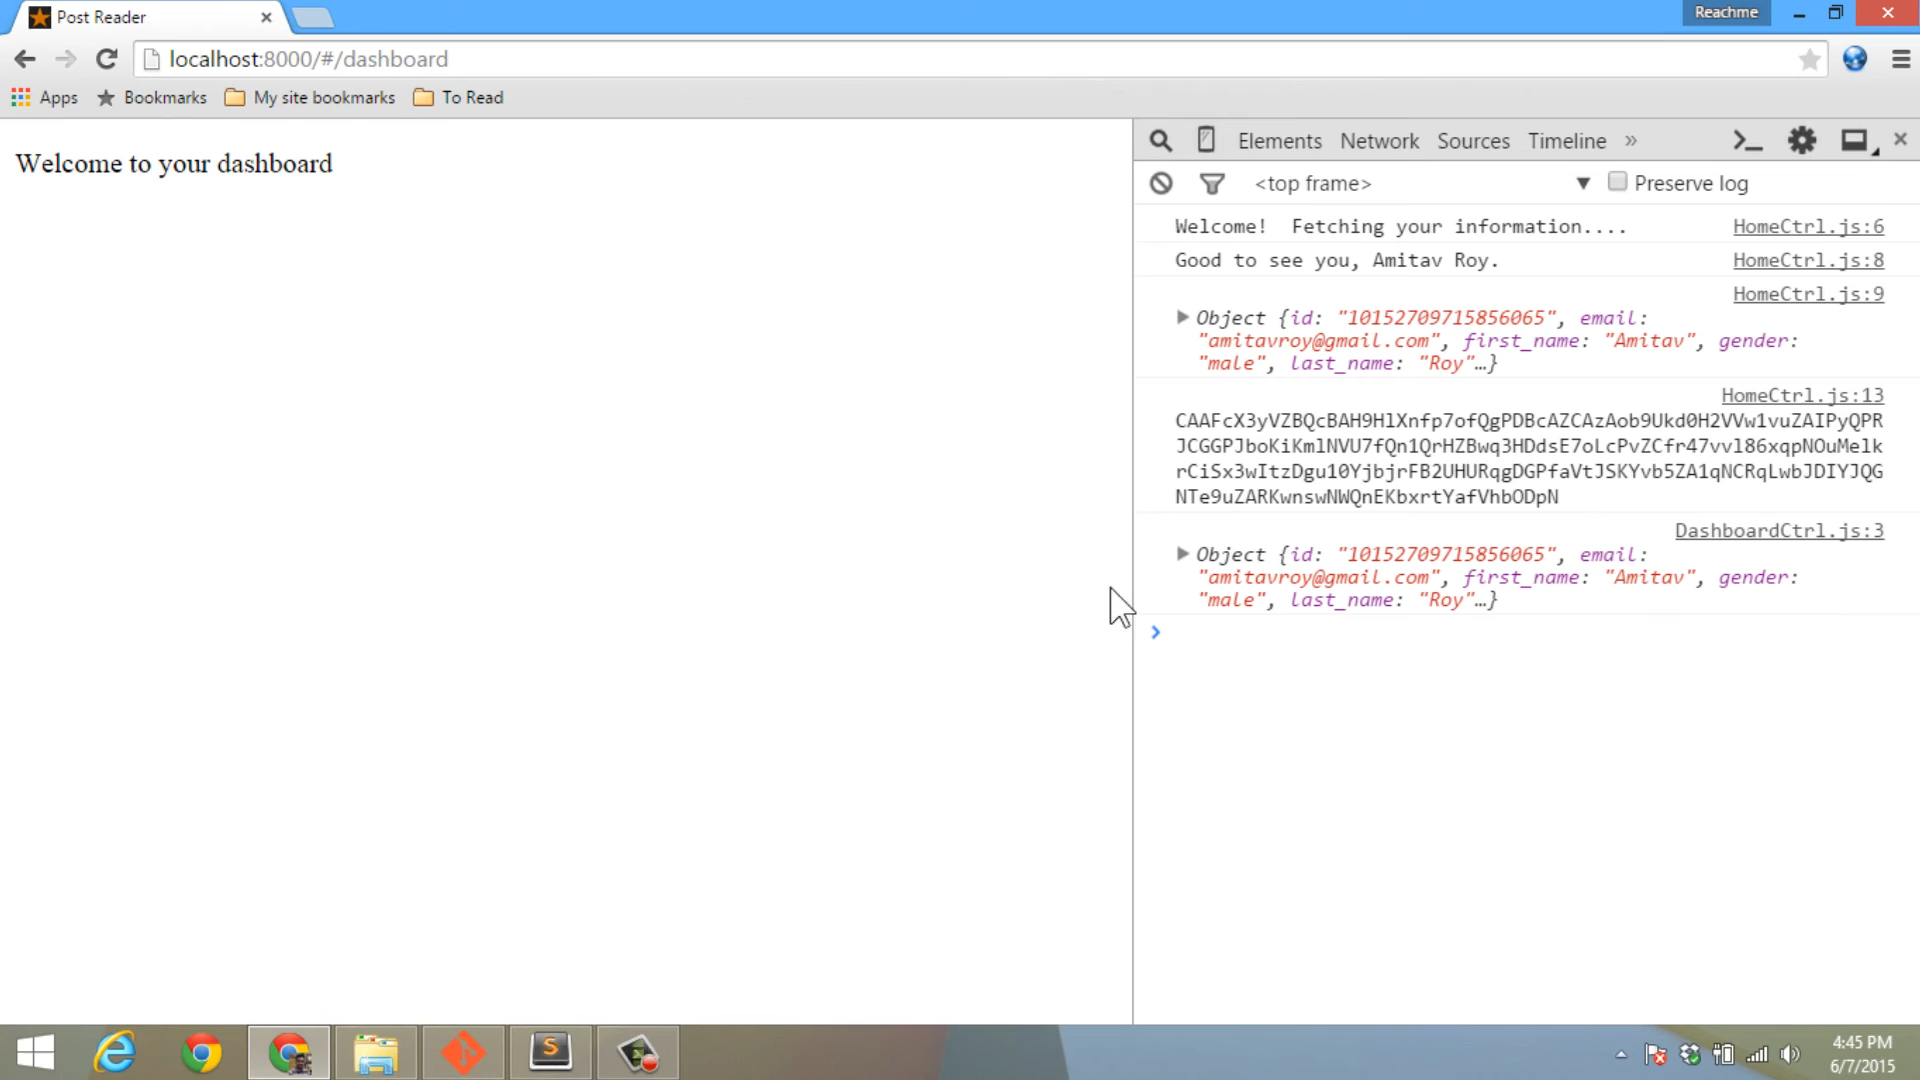 Post Reader
Reachme
localhost:8000/#/dashboard
Apps Bookmarks My site bookmarks To Read
Welcome to your dashboard
Elements Network Sources Timeline »
<top frame> Preserve log
Welcome!  Fetching your information.... HomeCtrl.js:6
Good to see you, Amitav Roy. HomeCtrl.js:8
HomeCtrl.js:9
Object {id: "10152709715856065", email:
"amitavroy@gmail.com", first_name: "Amitav", gender:
"male", last_name: "Roy"…}
HomeCtrl.js:13
CAAFcX3yVZBQcBAH9HlXnfp7ofQgPDBcAZCAzAob9Ukd0H2VVw1vuZAIPyQPR
JCGGPJboKiKmlNVU7fQn1QrHZBwq3HDdsE7oLcPvZCfr47vvl86xqpNOuMelk
rCiSx3wItzDgu10YjbjrFB2UHURqgDGPfaVtJSKYvb5ZA1qNCRqLwbJDIYJQG
NTe9uZARKwnswNWQnEKbxrtYafVhbODpN
DashboardCtrl.js:3
Object {id: "10152709715856065", email:
"amitavroy@gmail.com", first_name: "Amitav", gender:
"male", last_name: "Roy"…}
4:45 PM
6/7/2015